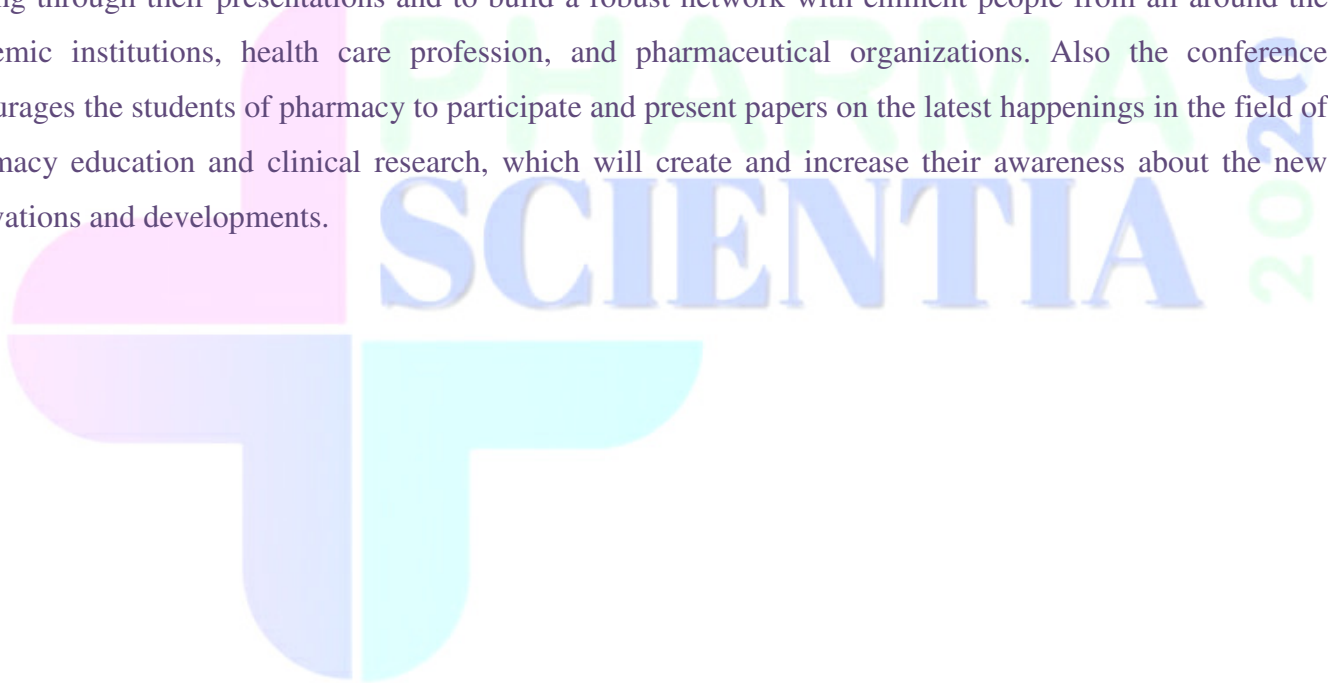 ng through their presentations and to build a robust network with eminent people from all around the
emic institutions, health care profession, and pharmaceutical organizations. Also the conference
urages the students of pharmacy to participate and present papers on the latest happenings in the field of
macy education and clinical research, which will create and increase their awareness about the new
vations and developments.
PHARMA
SCIENTIA
2020